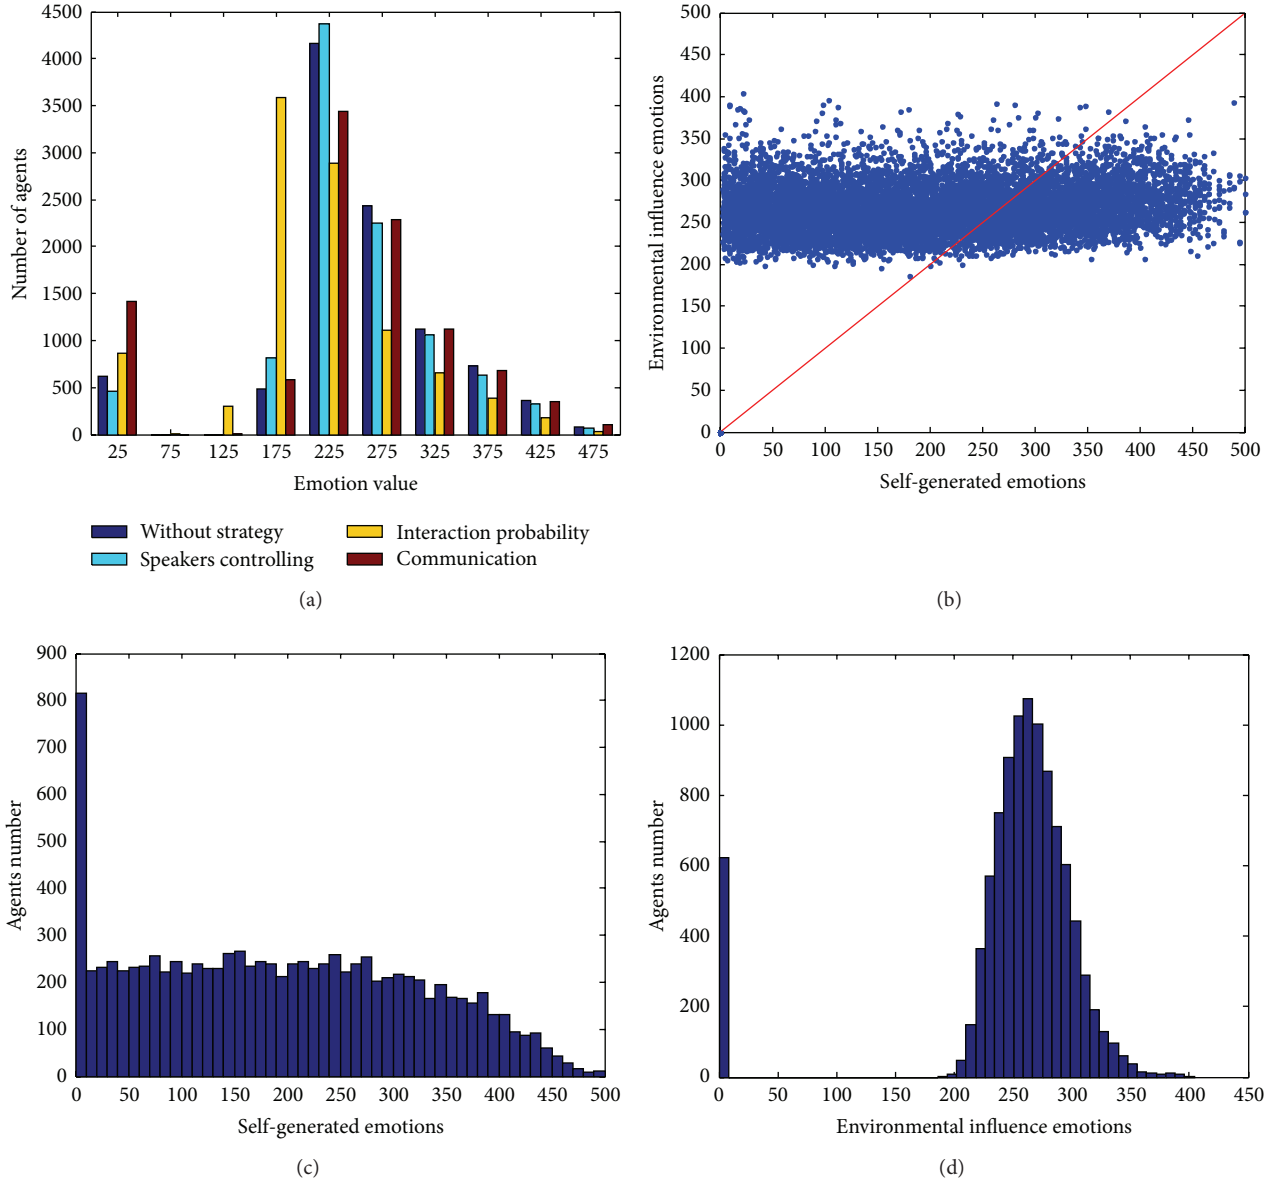 4500
4000
3500
3000
2500
2000
1500
1000
500
0
Number of agents
25 75 125 175 225 275 325 375 425 475
Emotion value
Without strategy
Speakers controlling
Interaction probability
Communication
(a)
500
450
400
350
300
250
200
150
100
50
0
Environmental influence emotions
0 50 100 150 200 250 300 350 400 450 500
Self-generated emotions
(b)
900
800
700
600
500
400
300
200
100
0
Agents number
0 50 100 150 200 250 300 350 400 450 500
Self-generated emotions
(c)
1200
1000
800
600
400
200
0
Agents number
0 50 100 150 200 250 300 350 400 450
Environmental influence emotions
(d)